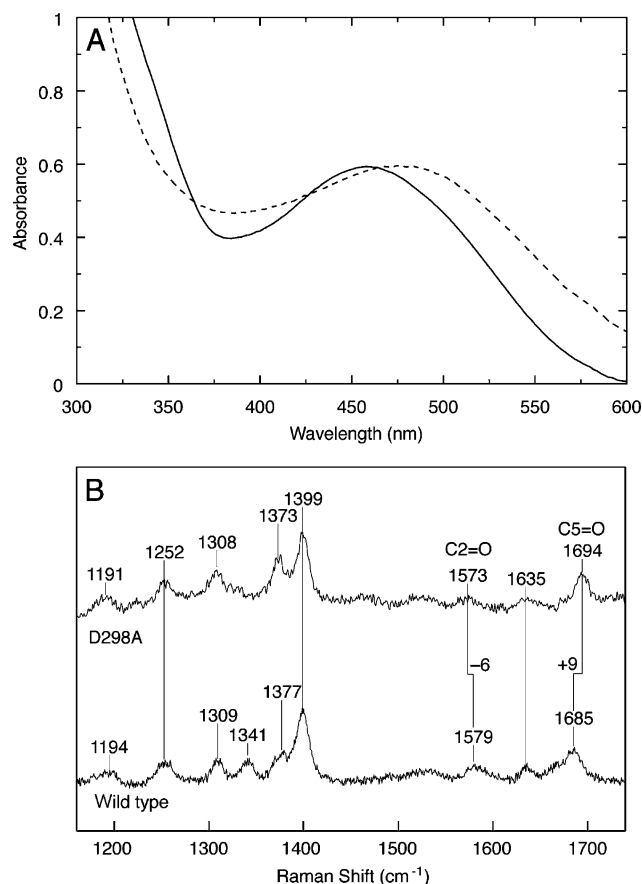 A
1
0.8
0.6
0.4
0.2
0
Absorbance
300 350 400 450 500 550 600
Wavelength (nm)
B
1399
1373
C5=O
1308
C2=O
1694
1252
1573
1635
1191
D298A
–6
+9
1377
1685
1309
1341
1579
1194
Wild type
1200 1300 1400 1500 1600 1700
Raman Shift (cm⁻¹)